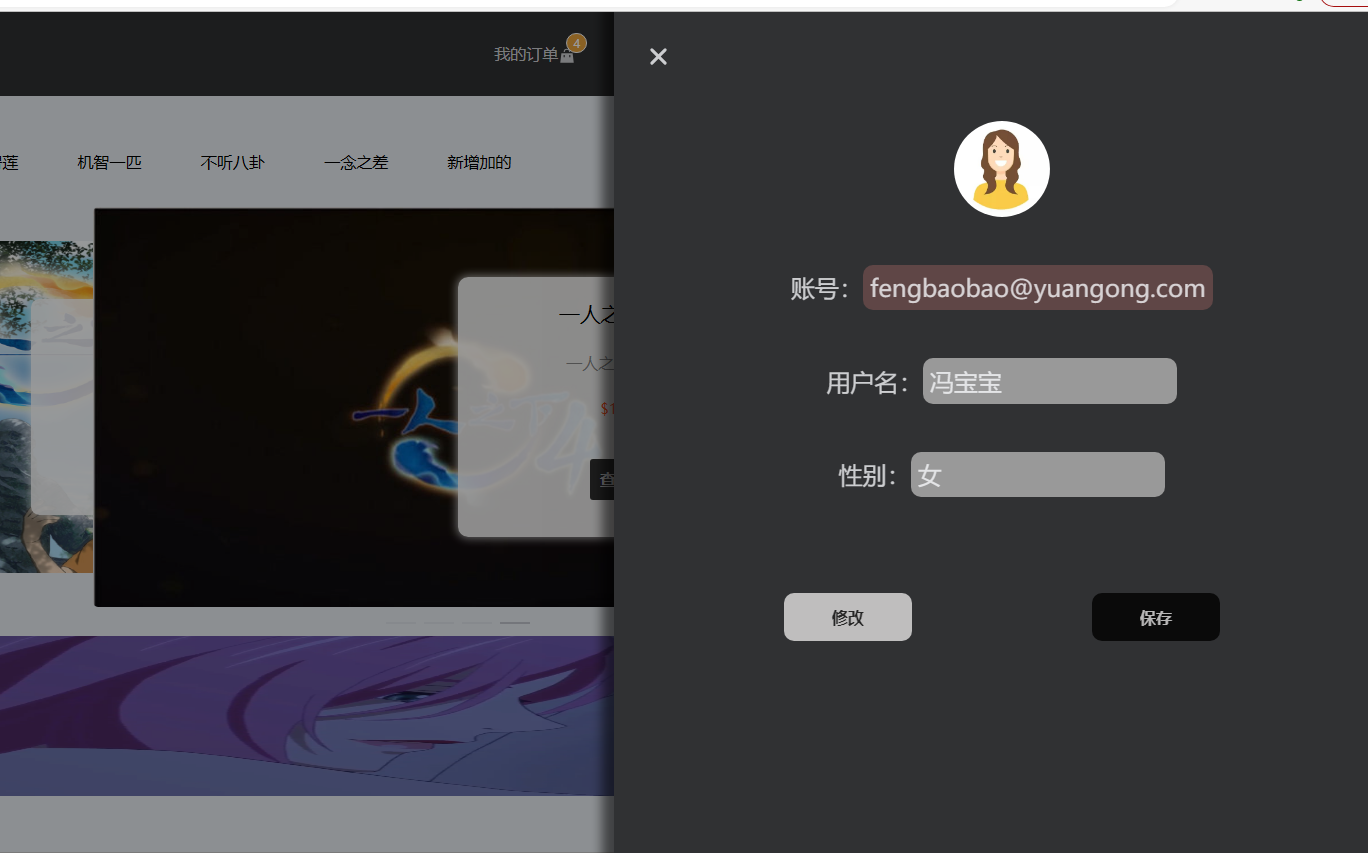 我的订单 4
莲 机智一匹 不听八卦 一念之差 新增加的
一人之
一人之
$1
查
×
账号： fengbaobao@yuangong.com
用户名： 冯宝宝
性别： 女
修改 保存